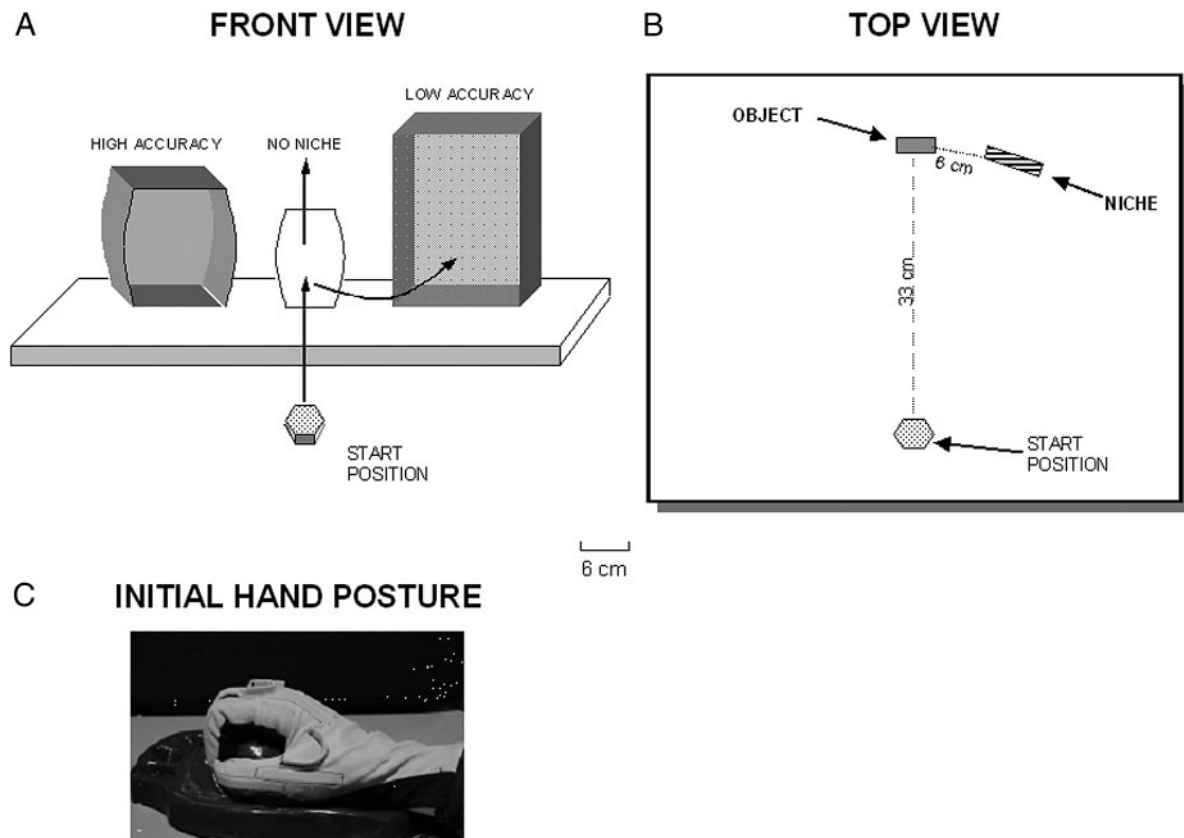 A
FRONT VIEW
HIGH ACCURACY
NO NICHE
LOW ACCURACY
START
POSITION
B
TOP VIEW
OBJECT
6 cm
NICHE
33 cm
START
POSITION
6 cm
C
INITIAL HAND POSTURE